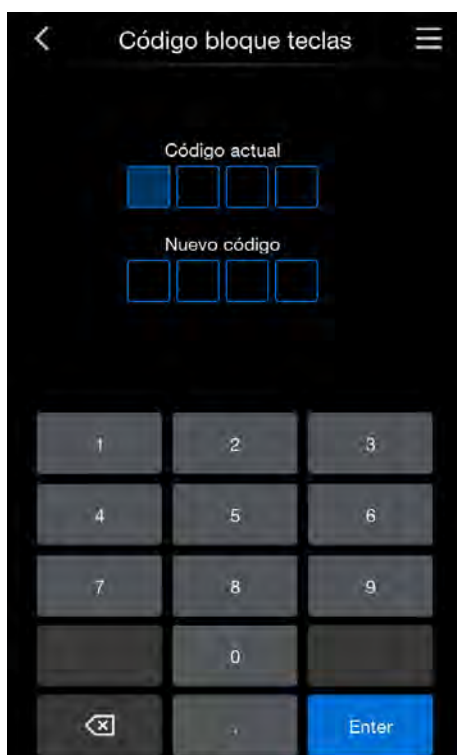 Código bloque teclas
Código actual
Nuevo código
1 2 3
4 5 6
7 8 9
0
. Enter